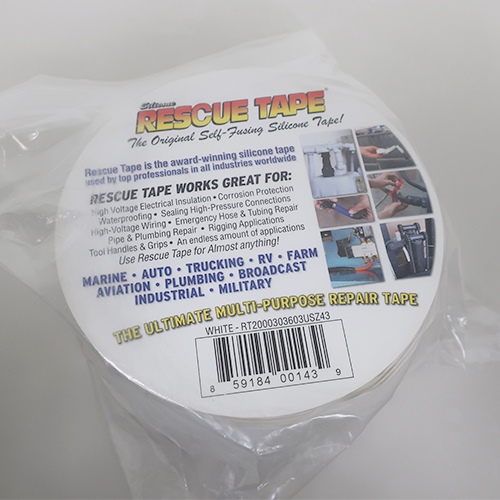 Silicone
RESCUE TAPE
The Original Self-Fusing Silicone Tape!
Rescue Tape is the award-winning silicone tape
used by top professionals in all industries worldwide
RESCUE TAPE WORKS GREAT FOR:
High Voltage Electrical Insulation • Corrosion Protection
Waterproofing • Sealing High-Pressure Connections
High-Voltage Wiring • Emergency Hose & Tubing Repair
Pipe & Plumbing Repair • Rigging Applications
Tool Handles & Grips • An endless amount of applications
Use Rescue Tape for Almost anything!
MARINE • AUTO • TRUCKING • RV • FARM
AVIATION • PLUMBING • BROADCAST
INDUSTRIAL • MILITARY
THE ULTIMATE MULTI-PURPOSE REPAIR TAPE
WHITE - RT2000303603USZ43
8 59184 00143 9